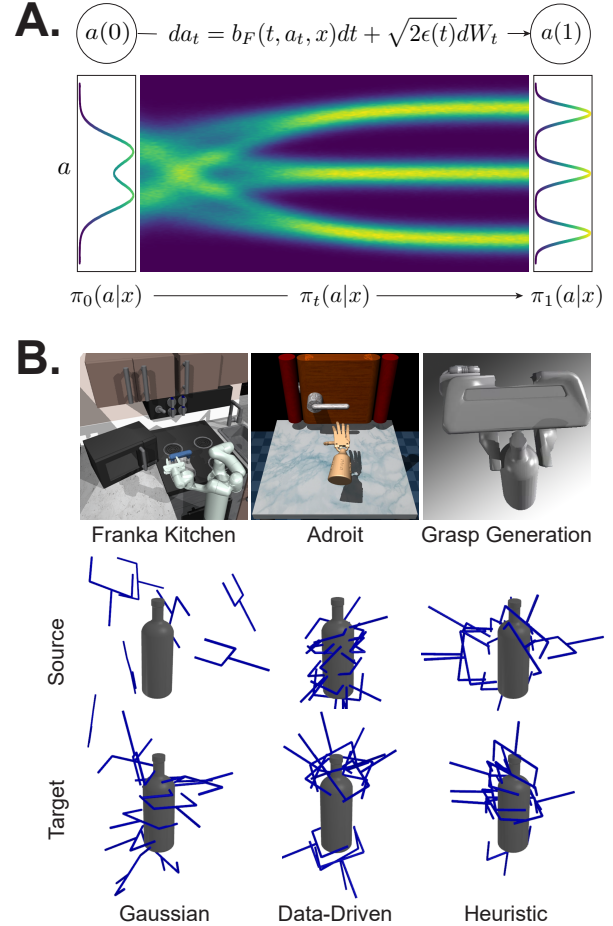 A.
a(0) da_t = b_F(t, a_t, x)dt + √2ϵ(t)dW_t a(1)
a
π_0(a|x) π_t(a|x) π_1(a|x)
B.
Franka Kitchen Adroit Grasp Generation
Source
Target
Gaussian Data-Driven Heuristic